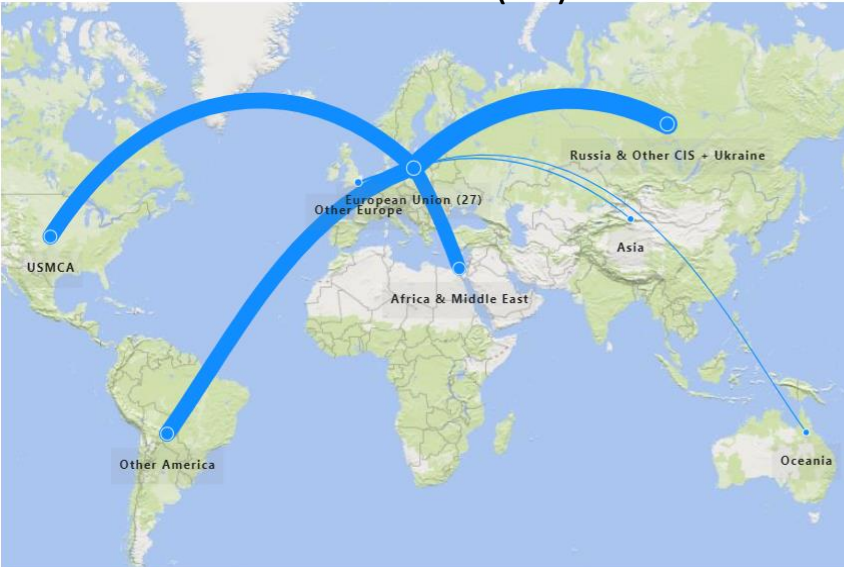 Russia & Other CIS + Ukraine
European Union (27)
Other Europe
Asia
USMCA
Africa & Middle East
Other America
Oceania